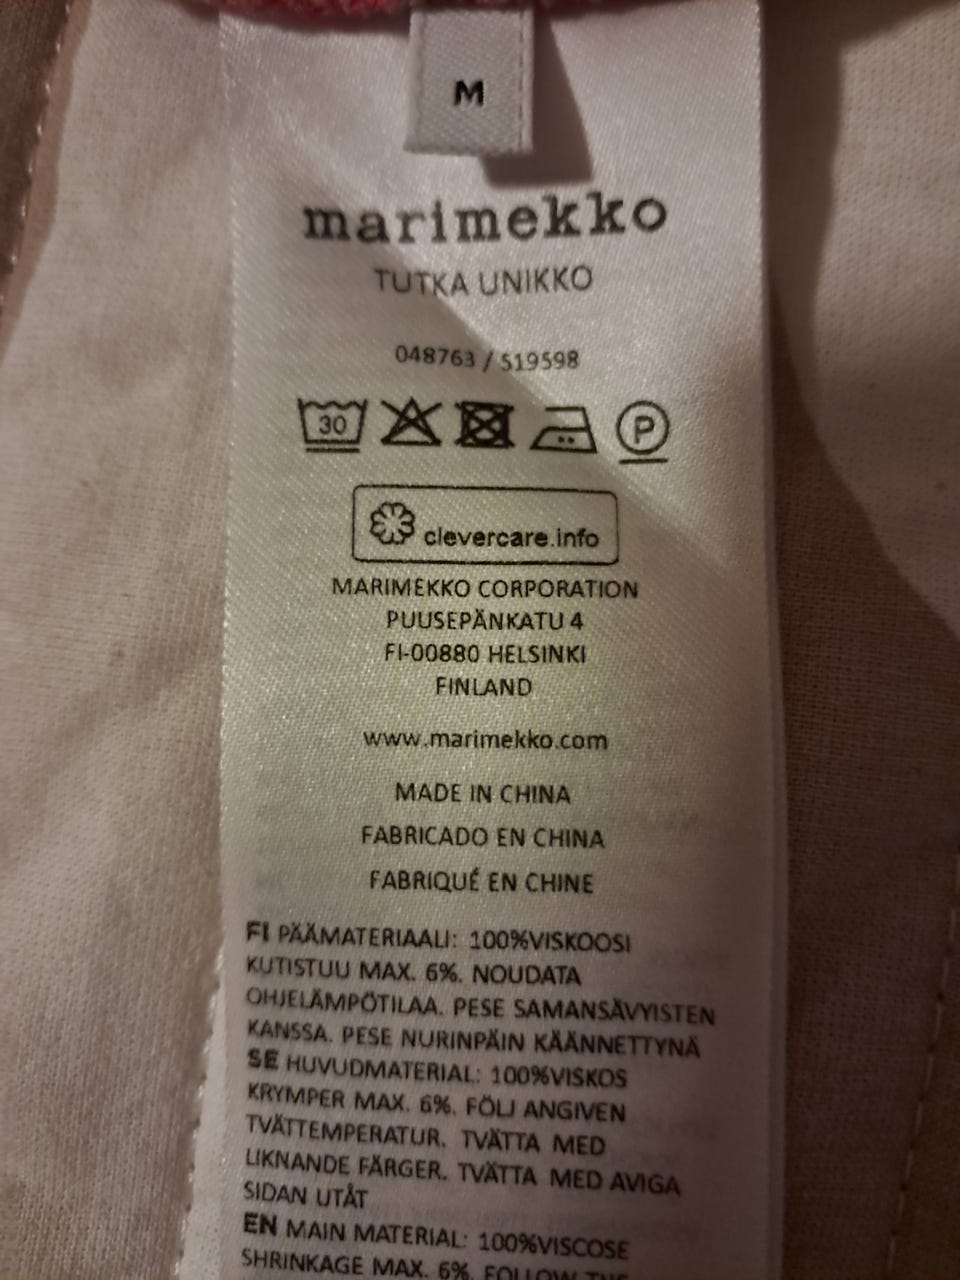 M
marimekko
TUTKA UNIKKO
048763 / 519598
30 P
clevercare.info
MARIMEKKO CORPORATION
PUUSEPÄNKATU 4
FI-00880 HELSINKI
FINLAND
www.marimekko.com
MADE IN CHINA
FABRICADO EN CHINA
FABRIQUÉ EN CHINE
FI PÄÄMATERIAALI: 100%VISKOOSI
KUTISTUU MAX. 6%. NOUDATA
OHJELÄMPÖTILAA. PESE SAMANSÄVYISTEN
KANSSA. PESE NURINPÄIN KÄÄNNETTYNÄ
SE HUVUDMATERIAL: 100%VISKOS
KRYMPER MAX. 6%. FÖLJ ANGIVEN
TVÄTTEMPERATUR. TVÄTTA MED
LIKNANDE FÄRGER. TVÄTTA MED AVIGA
SIDAN UTÅT
EN MAIN MATERIAL: 100%VISCOSE
SHRINKAGE MAX. 6%. FOLLOW THE